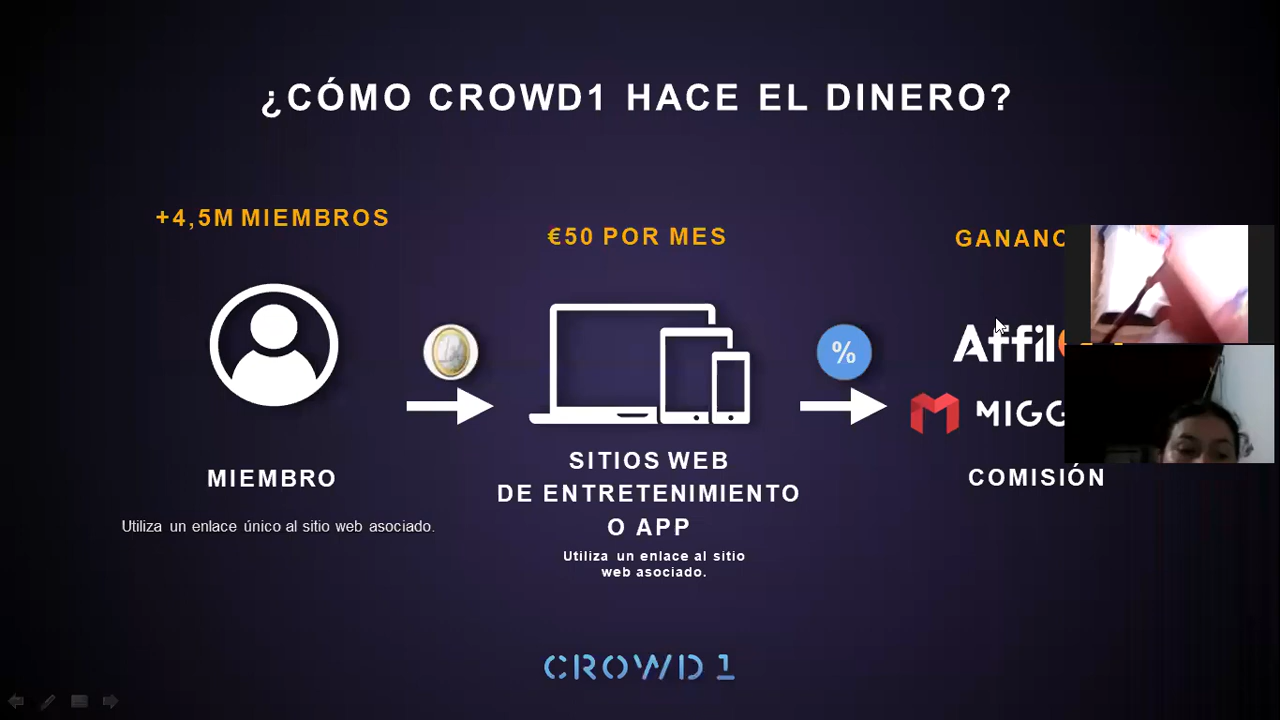 ¿CÓMO CROWD1 HACE EL DINERO?
+4,5M MIEMBROS
€50 POR MES
%
MIEMBRO
Utiliza un enlace único al sitio web asociado.
SITIOS WEB
DE ENTRETENIMIENTO
O APP
Utiliza un enlace al sitio
web asociado.
COMISIÓN
CROWD1